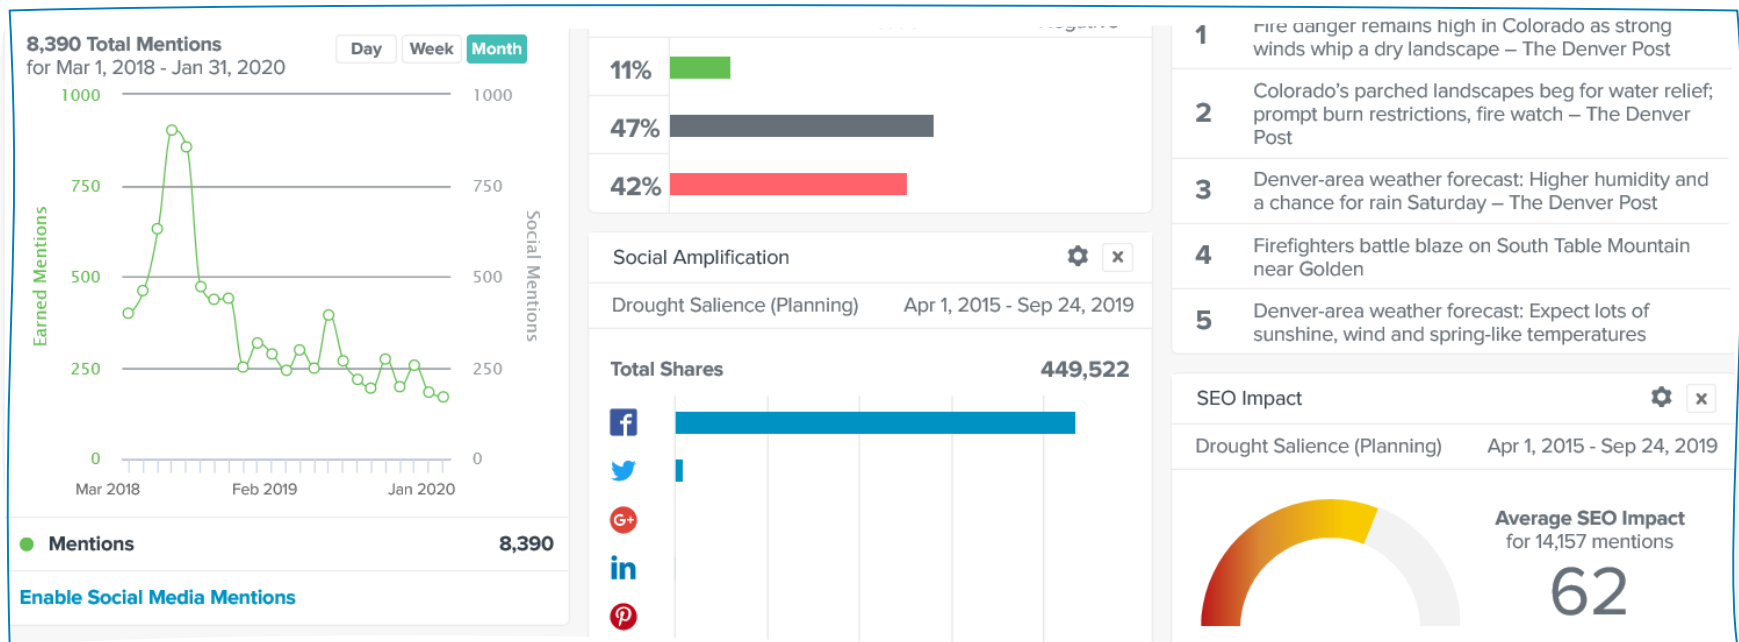 8,390 Total Mentions
for Mar 1, 2018 - Jan 31, 2020
Day
Week
Month
1000
1000
750
750
500
500
250
250
0
0
Earned Mentions
Social Mentions
Mar 2018
Feb 2019
Jan 2020
Mentions
8,390
Enable Social Media Mentions
Negative
11%
47%
42%
Social Amplification
x
Drought Salience (Planning)
Apr 1, 2015 - Sep 24, 2019
Total Shares
449,522
f
G+
in
1
Fire danger remains high in Colorado as strong
winds whip a dry landscape – The Denver Post
2
Colorado’s parched landscapes beg for water relief;
prompt burn restrictions, fire watch – The Denver
Post
3
Denver-area weather forecast: Higher humidity and
a chance for rain Saturday – The Denver Post
4
Firefighters battle blaze on South Table Mountain
near Golden
5
Denver-area weather forecast: Expect lots of
sunshine, wind and spring-like temperatures
SEO Impact
x
Drought Salience (Planning)
Apr 1, 2015 - Sep 24, 2019
Average SEO Impact
for 14,157 mentions
62